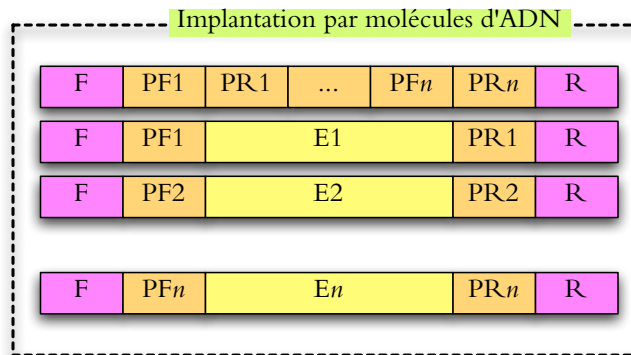 Implantation par molécules d'ADN
F PF1 PR1 ... PFn PRn R
F PF1 E1 PR1 R
F PF2 E2 PR2 R
F PFn En PRn R